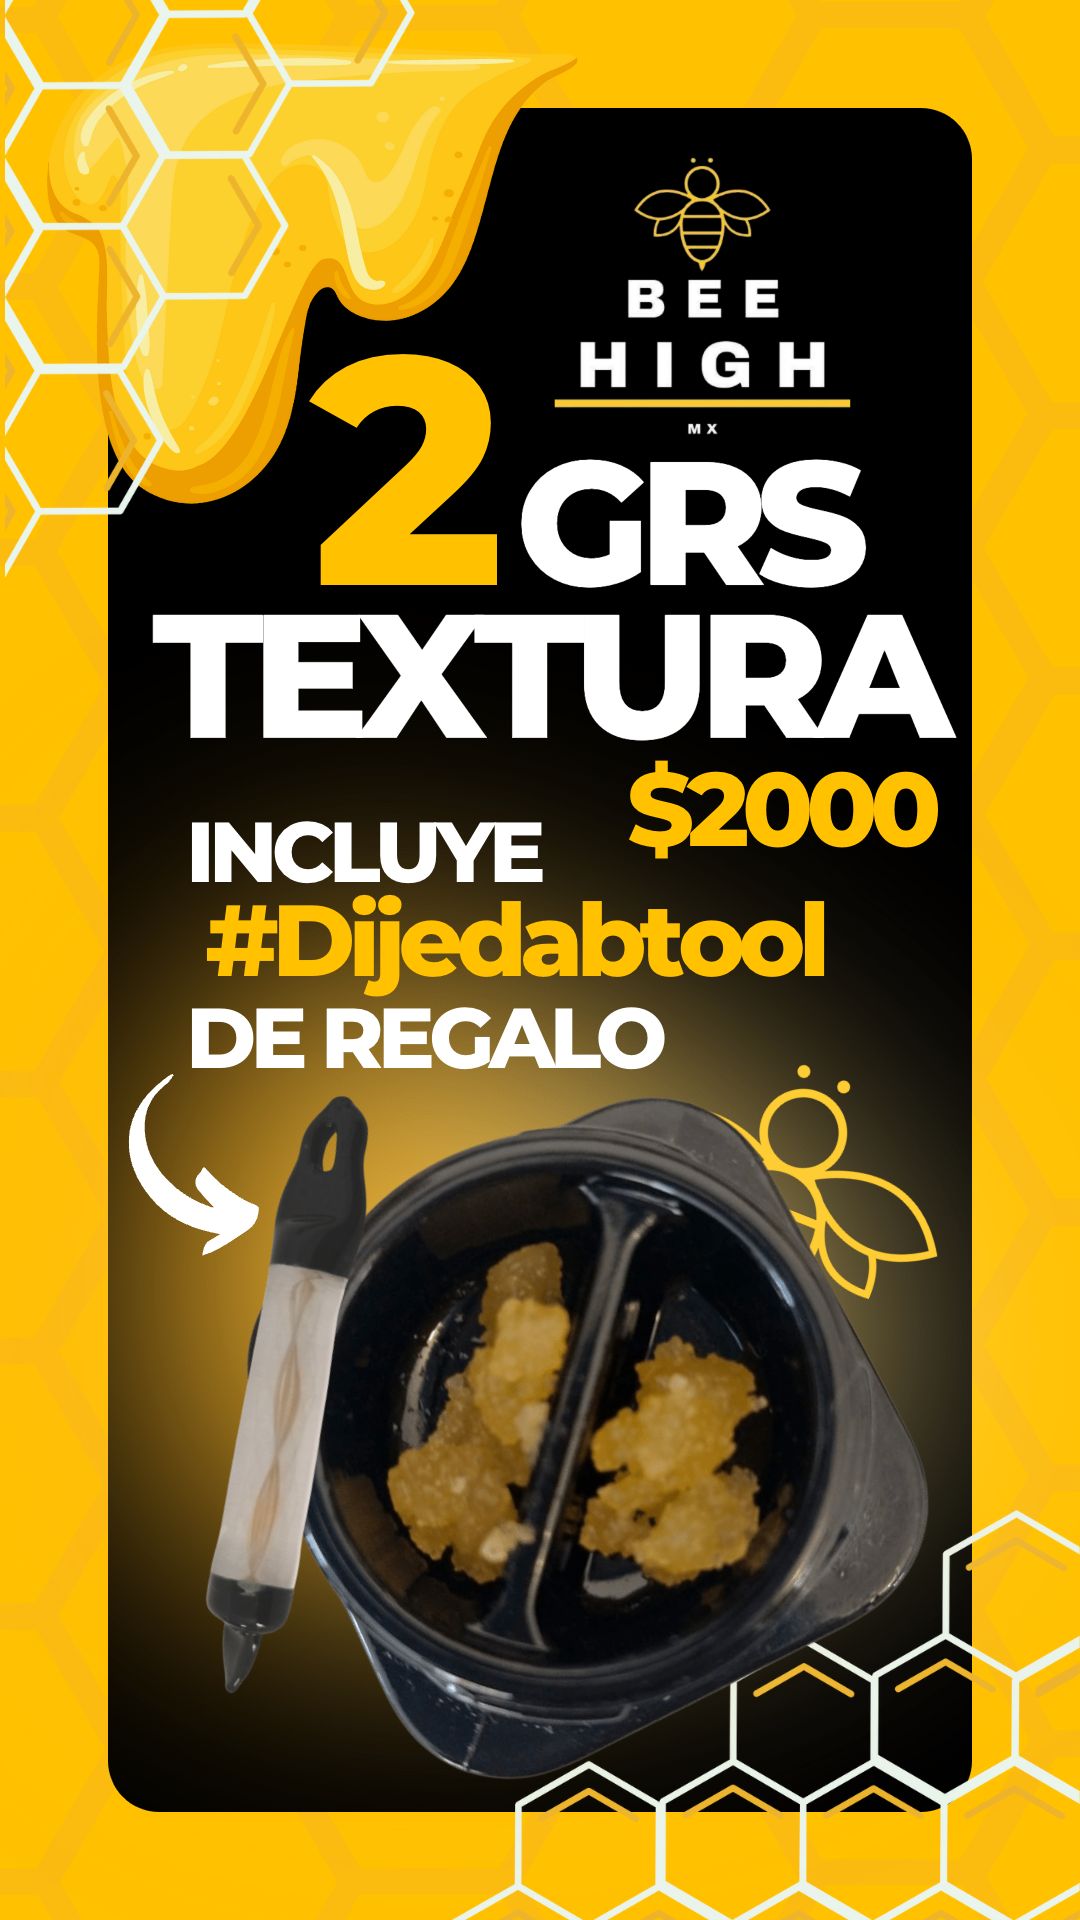 BEE
HIGH
MX
2 GRS
TEXTURA
$2000
INCLUYE
#Dijedabtool
DE REGALO